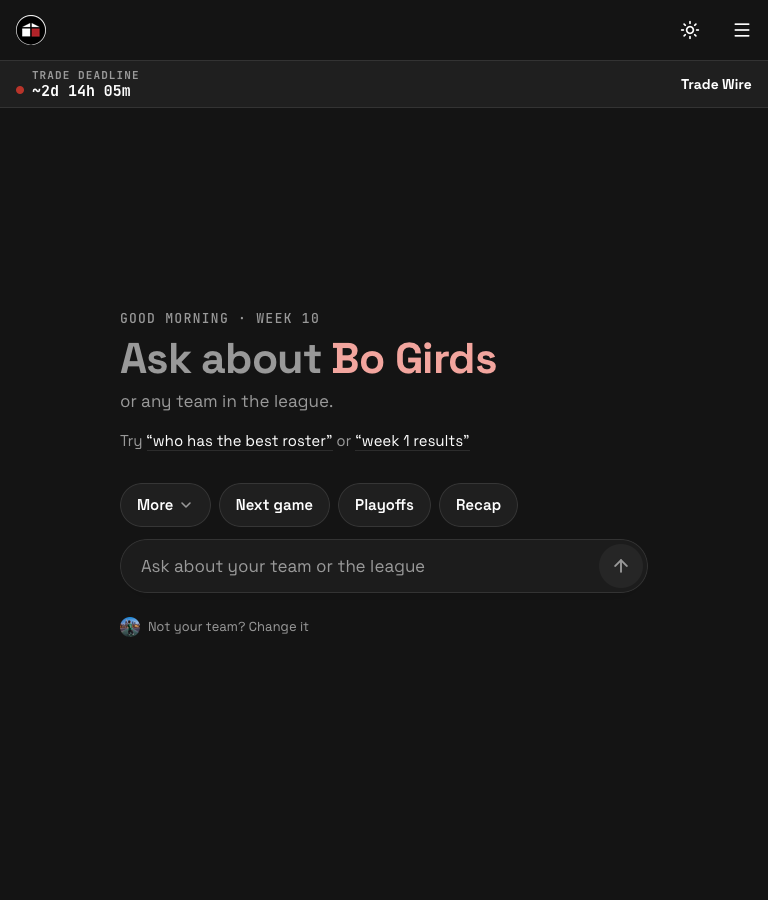 TRADE DEADLINE
~2d 14h 05m
Trade Wire
GOOD MORNING · WEEK 10
Ask about Bo Girds
or any team in the league.
Try “who has the best roster” or “week 1 results”
More
Next game
Playoffs
Recap
Ask about your team or the league
Not your team? Change it